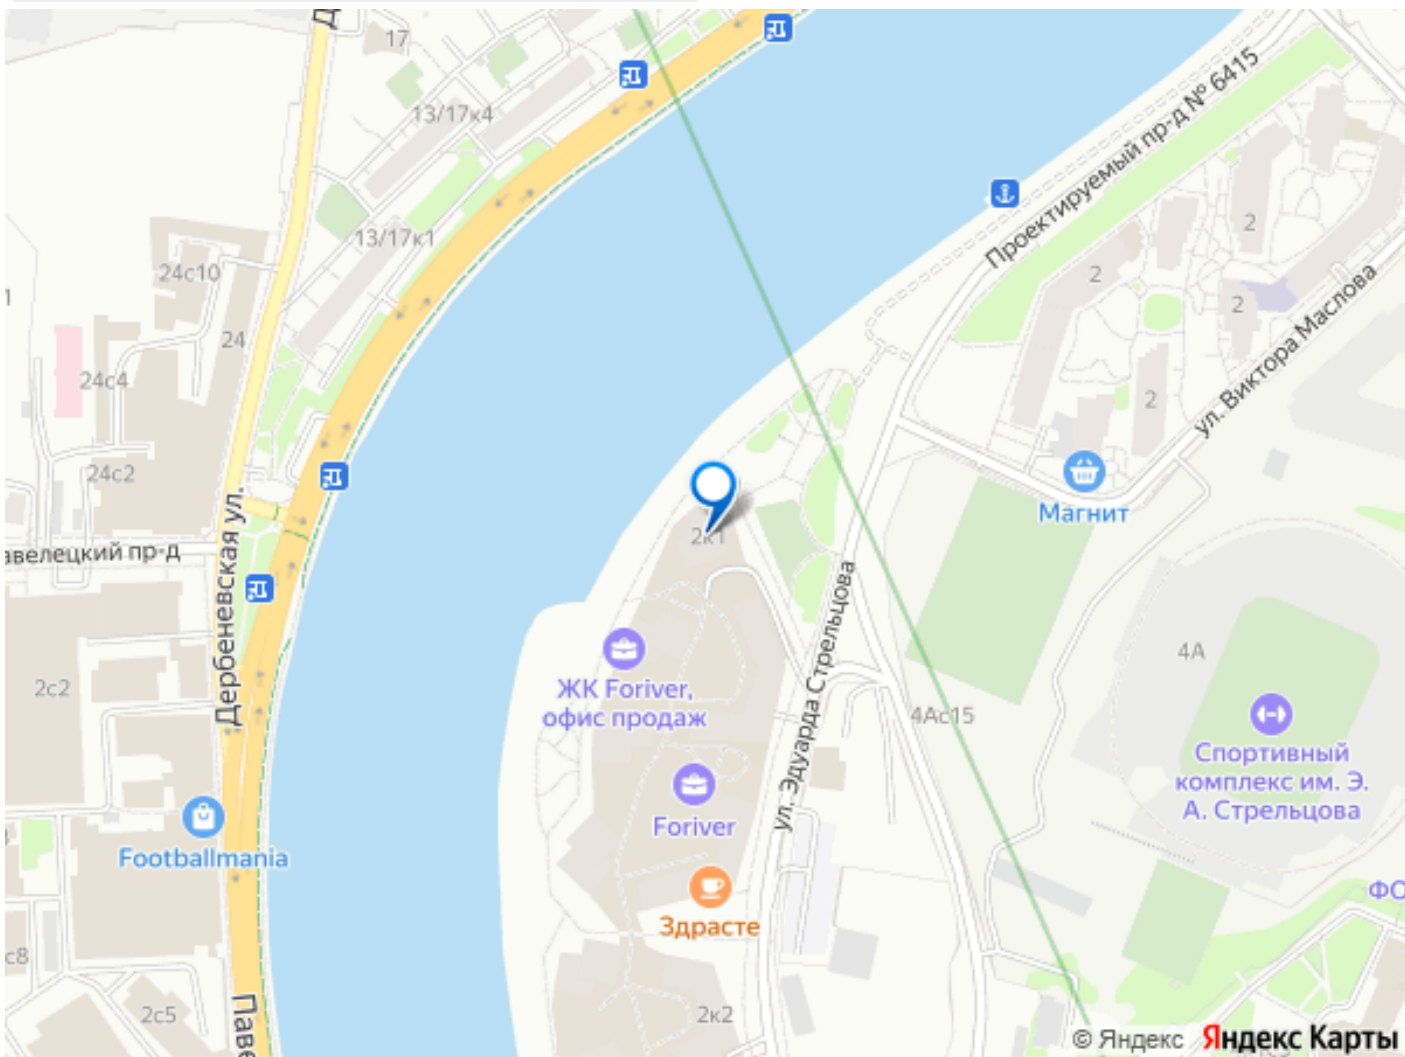 17
13/17к4
Проектируемый пр-д № 6415
13/17к1
2
24с10
2
2
ул. Виктора Маслова
24
24с4
2
24с2
Магнит
2к1
авелецкий пр-д
Дербеневская ул.
ул. Эдуарда Стрельцова
4А
2с2
ЖК Foriver,
офис продаж
4Ас15
Спортивный
комплекс им. Э.
А. Стрельцова
Foriver
Footballmania
ФО
Здрасте
с8
2с5
2к2
Паве
© Яндекс Яндекс Карты